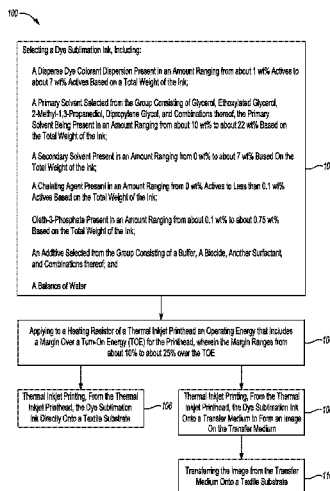 100
Selecting a Dye Sublimation Ink, Including:
A Disperse Dye Colorant Dispersion Present in an Amount Ranging from about 1 wt% Actives to
about 7 wt% Actives Based on a Total Weight of the Ink;
A Primary Solvent Selected from the Group Consisting of Glycerol, Ethoxylated Glycerol,
2-Methyl-1,3-Propanediol, Dipropylene Glycol, and Combinations thereof, the Primary
Solvent Being Present in an Amount Ranging from about 10 wt% to about 22 wt% Based on
the Total Weight of the Ink;
A Secondary Solvent Present in an Amount Ranging from 0 wt% to about 7 wt% Based On the
Total Weight of the Ink;
A Chelating Agent Present in an Amount Ranging from 0 wt% Actives to Less than 0.1 wt%
Actives Based on the Total Weight of the Ink;
Oleth-3-Phosphate Present in an Amount Ranging from about 0.1 wt% to about 0.75 wt%
Based on the Total Weight of the Ink;
An Additive Selected from the Group Consisting of a Buffer, A Biocide, Another Surfactant,
and Combinations thereof; and
A Balance of Water
Applying to a Heating Resistor of a Thermal Inkjet Printhead an Operating Energy that Includes
a Margin Over a Turn-On Energy (TOE) for the Printhead, wherein the Margin Ranges from
about 10% to about 25% over the TOE
Thermal Inkjet Printing, From the Thermal
Inkjet Printhead, the Dye Sublimation
Ink Directly Onto a Textile Substrate
106
Thermal Inkjet Printing, From the Thermal
Inkjet Printhead, the Dye Sublimation Ink
Onto a Transfer Medium to Form an Image
On the Transfer Medium
Transferring the Image from the Transfer
Medium Onto a Textile Substrate